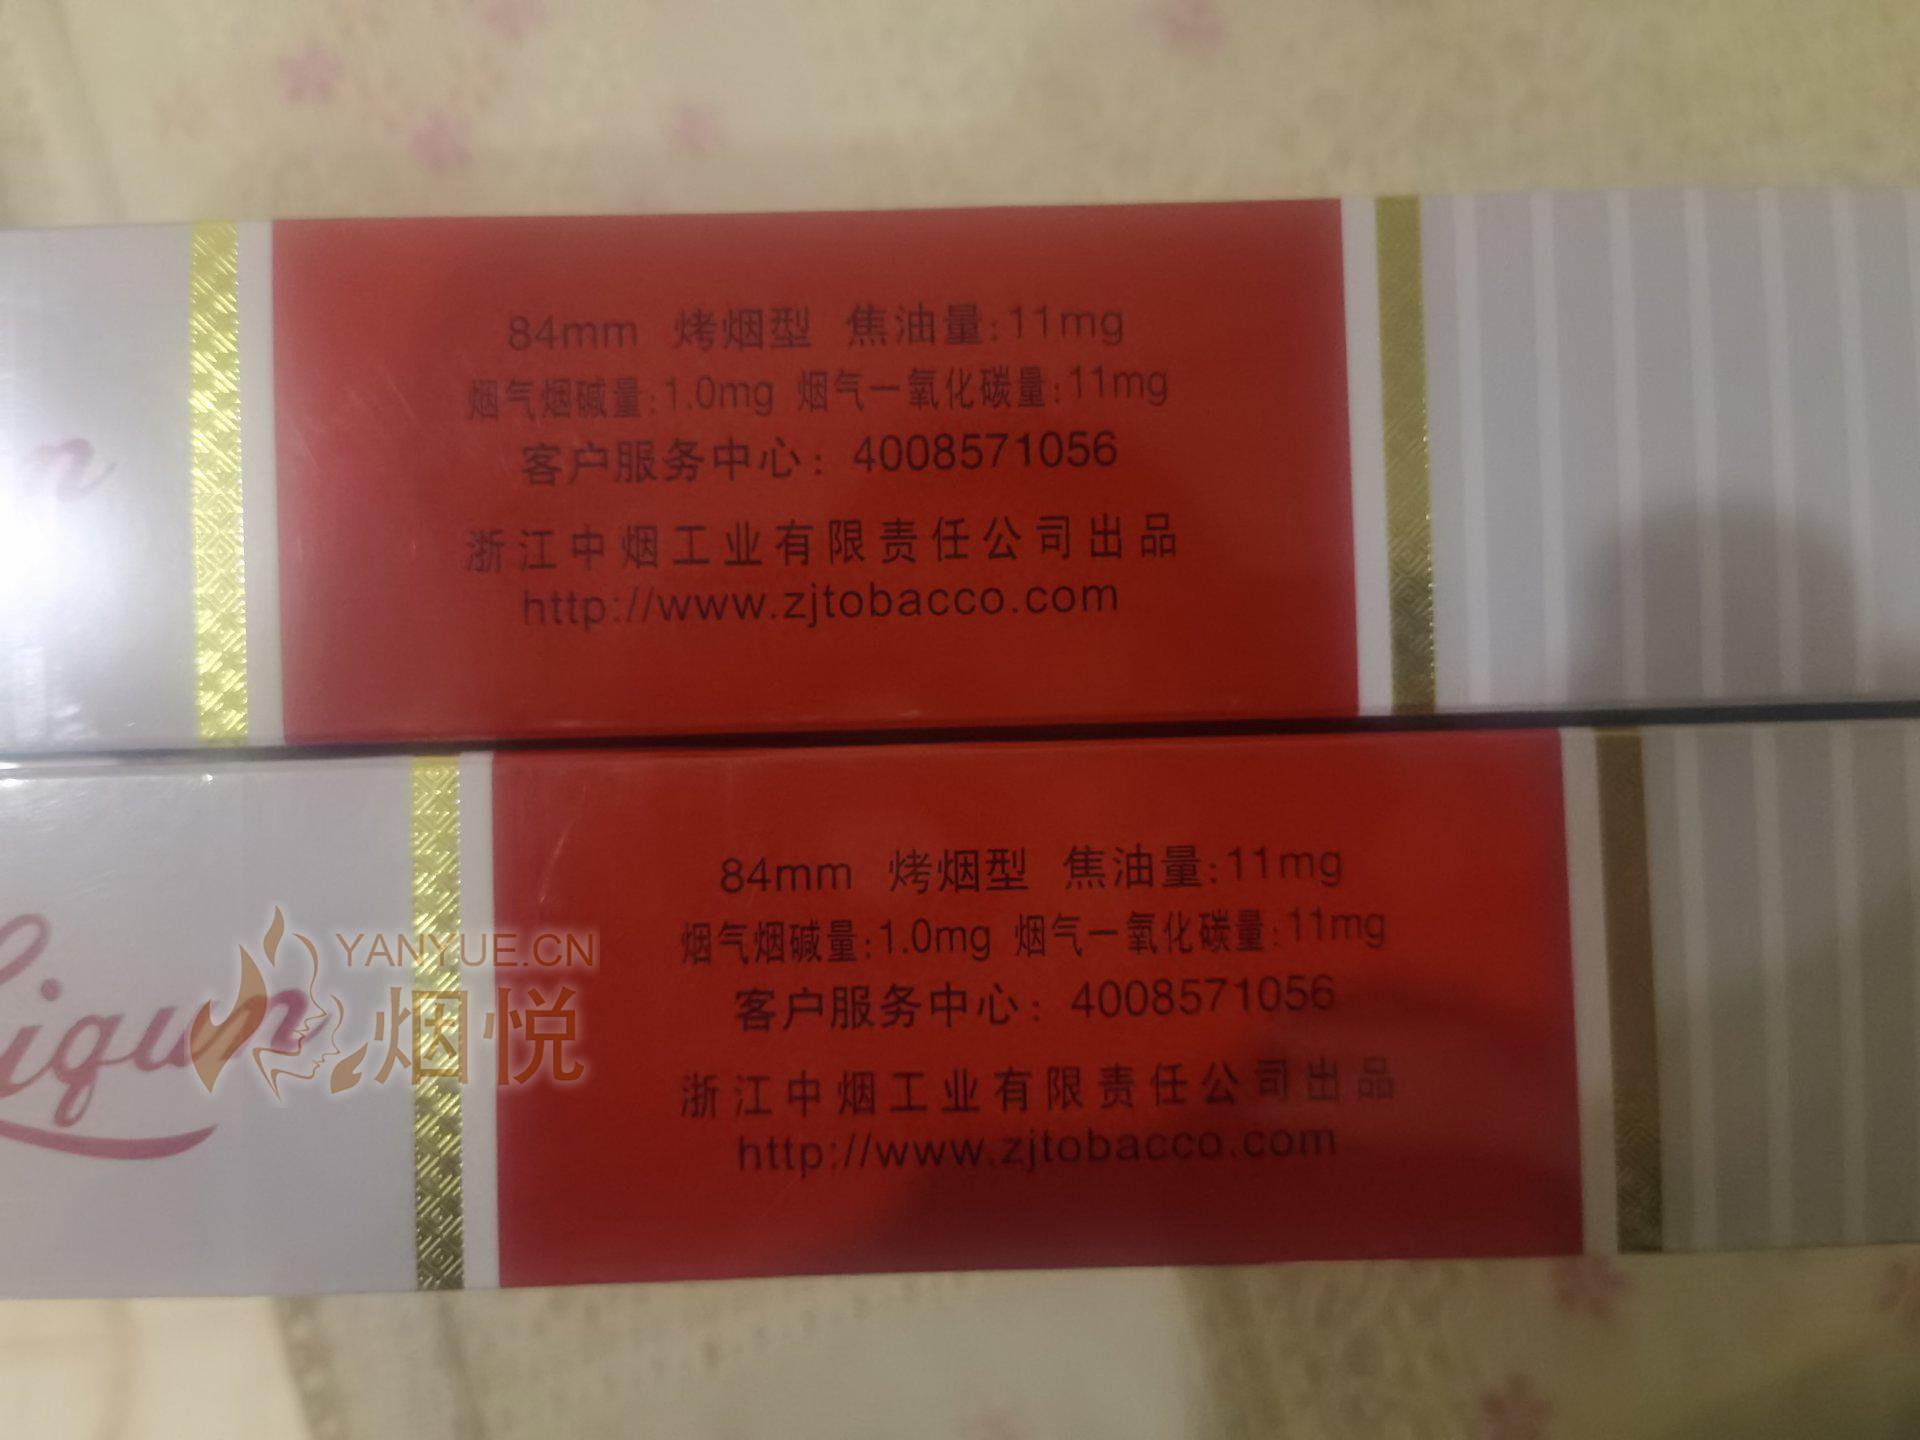 84mm 烤烟型 焦油量:11mg
烟气烟碱量:1.0mg 烟气一氧化碳量:11mg
客户服务中心：4008571056
浙江中烟工业有限责任公司出品
http://www.zjtobacco.com
84mm 烤烟型 焦油量:11mg
烟气烟碱量:1.0mg 烟气一氧化碳量:11mg
客户服务中心：4008571056
浙江中烟工业有限责任公司出品
http://www.zjtobacco.com
Liqun
YANYUE.CN
烟悦